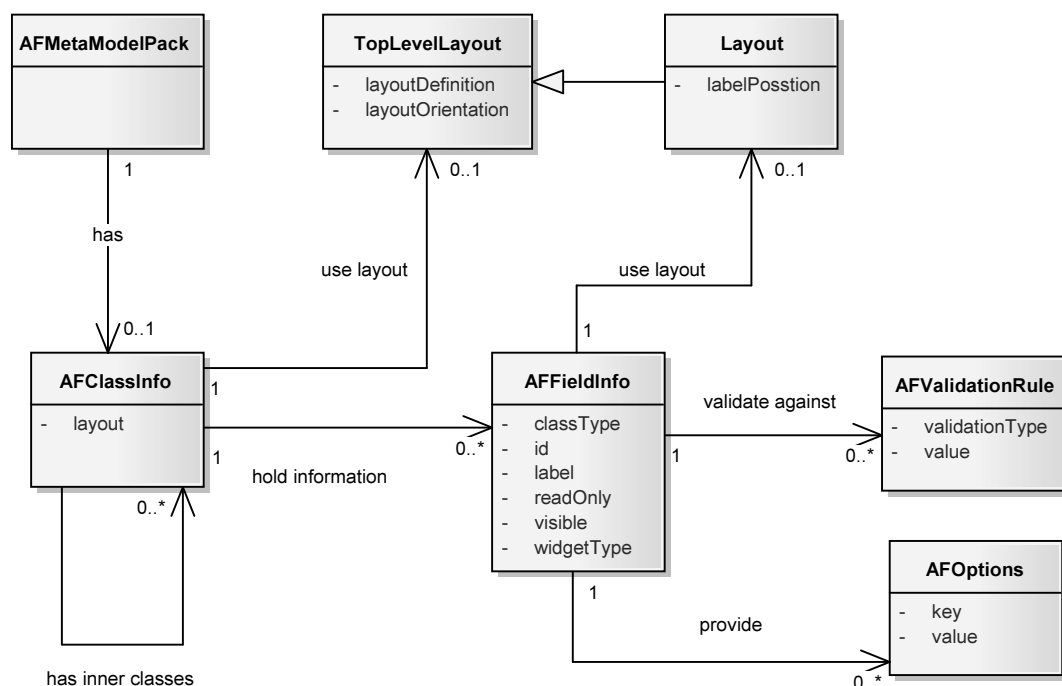 AFMetaModelPack
TopLevelLayout
- layoutDefinition
- layoutOrientation
Layout
- labelPosstion
1
0..1
0..1
has
use layout
use layout
0..1
1
AFClassInfo
- layout
1
1
0..*
has inner classes
hold information
0..*
AFFieldInfo
- classType
- id
- label
- readOnly
- visible
- widgetType
1
1
validate against
0..*
AFValidationRule
- validationType
- value
provide
0..*
AFOptions
- key
- value